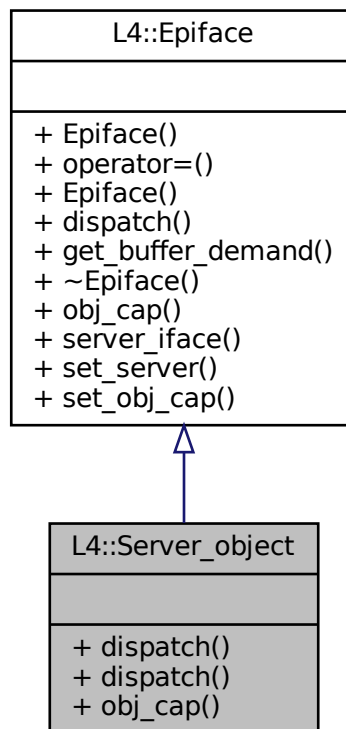 L4::Epiface
+ Epiface()
+ operator=()
+ Epiface()
+ dispatch()
+ get_buffer_demand()
+ ~Epiface()
+ obj_cap()
+ server_iface()
+ set_server()
+ set_obj_cap()
L4::Server_object
+ dispatch()
+ dispatch()
+ obj_cap()